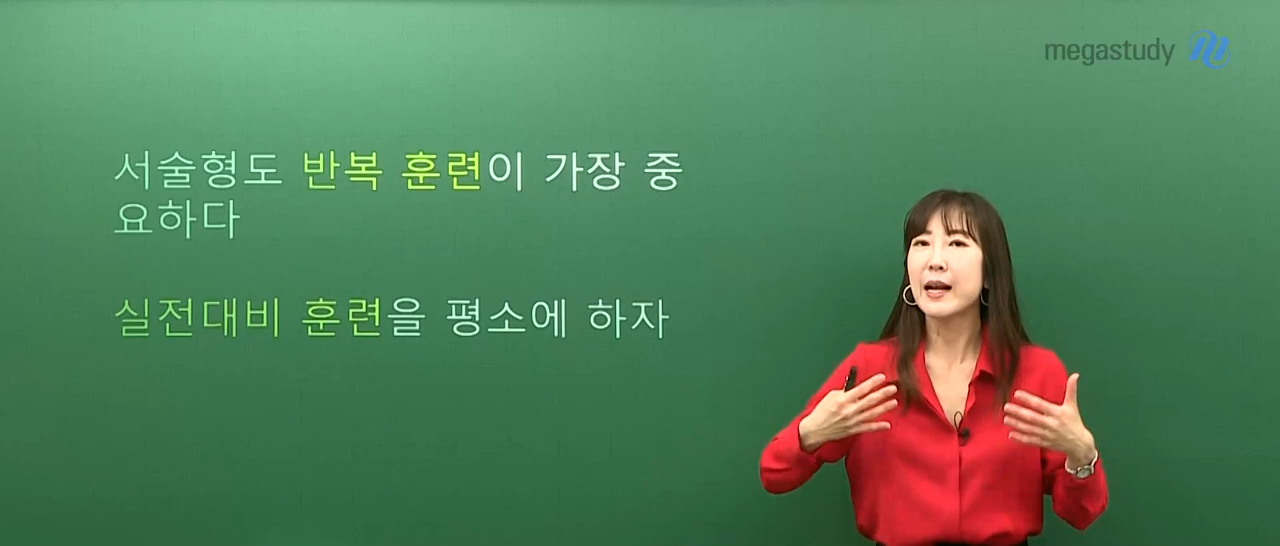 megastudy
서술형도 반복 훈련이 가장 중
요하다
실전대비 훈련을 평소에 하자